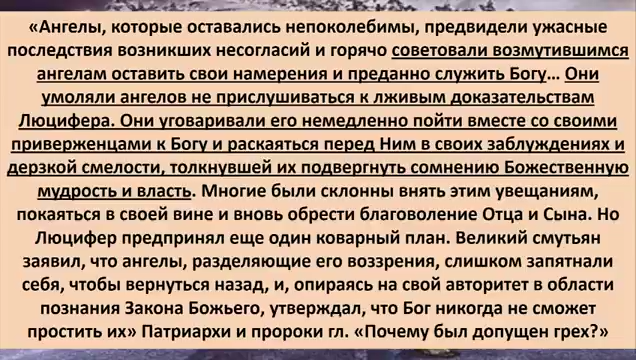 «Ангелы, которые оставались непоколебимы, предвидели ужасные
последствия возникших несогласий и горячо советовали возмутившимся
ангелам оставить свои намерения и преданно служить Богу… Они
умоляли ангелов не прислушиваться к лживым доказательствам
Люцифера. Они уговаривали его немедленно пойти вместе со своими
приверженцами к Богу и раскаяться перед Ним в своих заблуждениях и
дерзкой смелости, толкнувшей их подвергнуть сомнению Божественную
мудрость и власть. Многие были склонны внять этим увещаниям,
покаяться в своей вине и вновь обрести благоволение Отца и Сына. Но
Люцифер предпринял еще один коварный план. Великий смутьян
заявил, что ангелы, разделяющие его воззрения, слишком запятнали
себя, чтобы вернуться назад, и, опираясь на свой авторитет в области
познания Закона Божьего, утверждал, что Бог никогда не сможет
простить их» Патриархи и пророки гл. «Почему был допущен грех?»